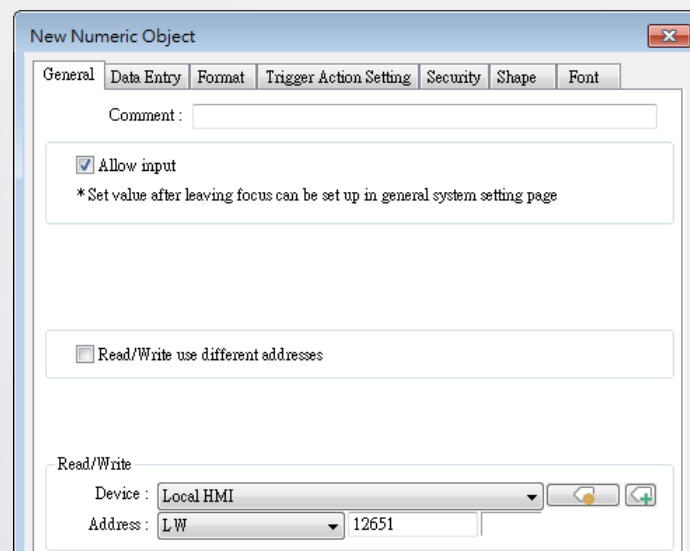 New Numeric Object
General Data Entry Format Trigger Action Setting Security Shape Font
Comment :
Allow input
* Set value after leaving focus can be set up in general system setting page
Read/Write use different addresses
Read/Write
Device : Local HMI
Address : LW 12651